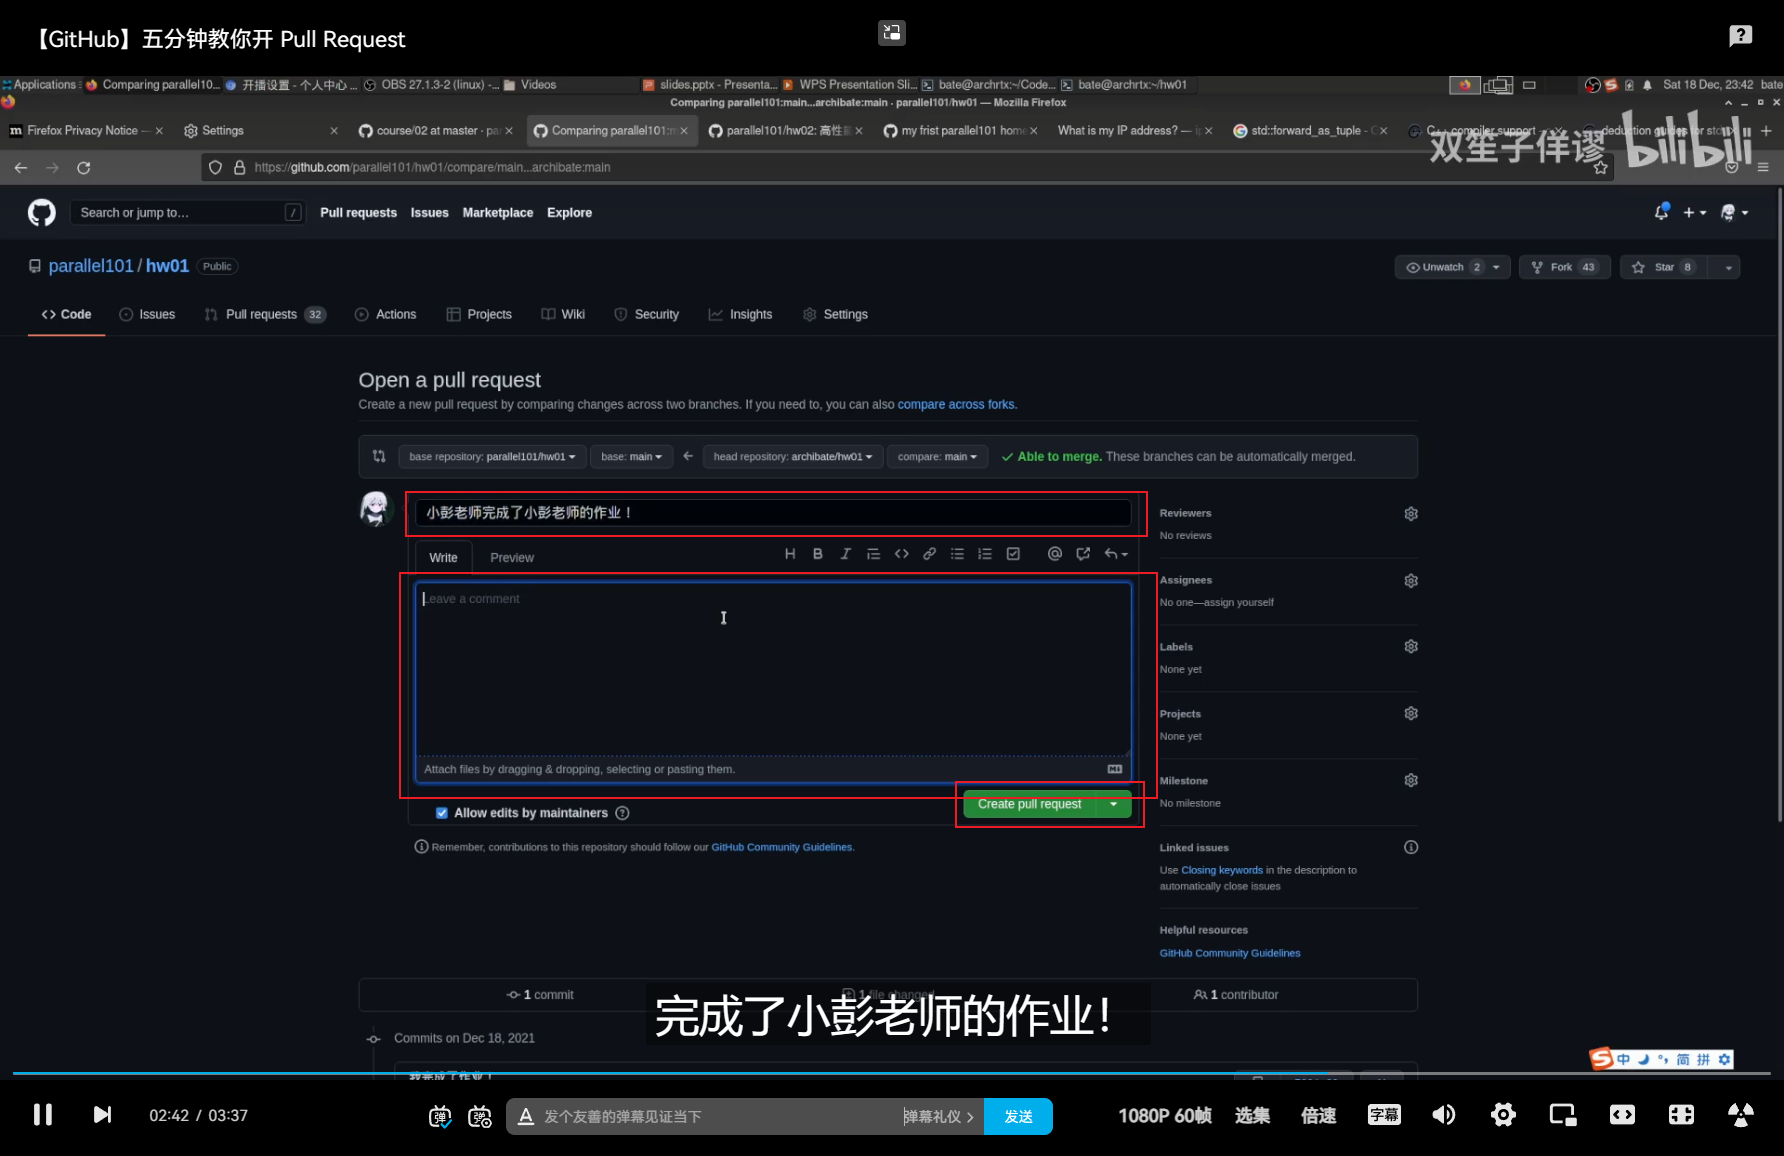 【GitHub】五分钟教你开 Pull Request
Applications
Comparing parallel10...
开播设置 - 个人中心 ...
OBS 27.1.3-2 (linux) -...
Videos
slides.pptx - Presenta...
WPS Presentation Sli...
bate@archrtx:~/Code...
bate@archrtx:~/hw01
Sat 18 Dec, 23:42
bate
Comparing parallel101:main...archibate:main · parallel101/hw01 — Mozilla Firefox
Firefox Privacy Notice —
Settings
course/02 at master · pa
Comparing parallel101:
parallel101/hw02: 高性能
my frist parallel101 home
What is my IP address? —
std::forward_as_tuple -
C++ compiler support
deduction guides for std
双笙子佯谬 bilibili
https://github.com/parallel101/hw01/compare/main...archibate:main
Search or jump to...
/
Pull requests
Issues
Marketplace
Explore
parallel101 / hw01
Public
Unwatch 2
Fork 43
Star 8
Code
Issues
Pull requests 32
Actions
Projects
Wiki
Security
Insights
Settings
Open a pull request
Create a new pull request by comparing changes across two branches. If you need to, you can also compare across forks.
base repository: parallel101/hw01
base: main
head repository: archibate/hw01
compare: main
Able to merge. These branches can be automatically merged.
小彭老师完成了小彭老师的作业！
Write
Preview
Leave a comment
Attach files by dragging & dropping, selecting or pasting them.
Allow edits by maintainers
Create pull request
Remember, contributions to this repository should follow our GitHub Community Guidelines.
Reviewers
No reviews
Assignees
No one—assign yourself
Labels
None yet
Projects
None yet
Milestone
No milestone
Linked issues
Use Closing keywords in the description to
automatically close issues
Helpful resources
GitHub Community Guidelines
1 commit
1 file changed
1 contributor
完成了小彭老师的作业！
Commits on Dec 18, 2021
我完成了作业！
中 简 拼
02:42 / 03:37
弹
弹
发个友善的弹幕见证当下
弹幕礼仪
发送
1080P 60帧
选集
倍速
字幕